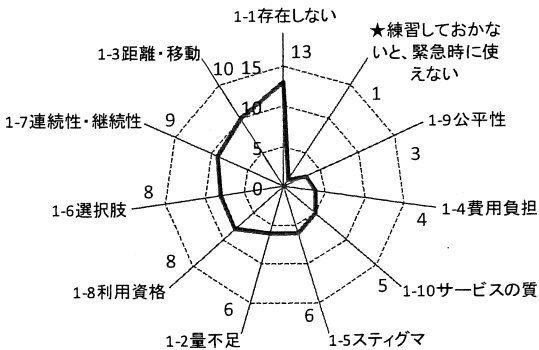 1-1存在しない
★練習しておかな
いと、緊急時に使
えない
1-3距離・移動
10
15
13
1
10
1-7連続性・継続性
9
1-9公平性
3
5
1-6選択肢
8
0
1-4費用負担
4
1-8利用資格
8
1-10サービスの質
5
1-2量不足
6
1-5スティグマ
6